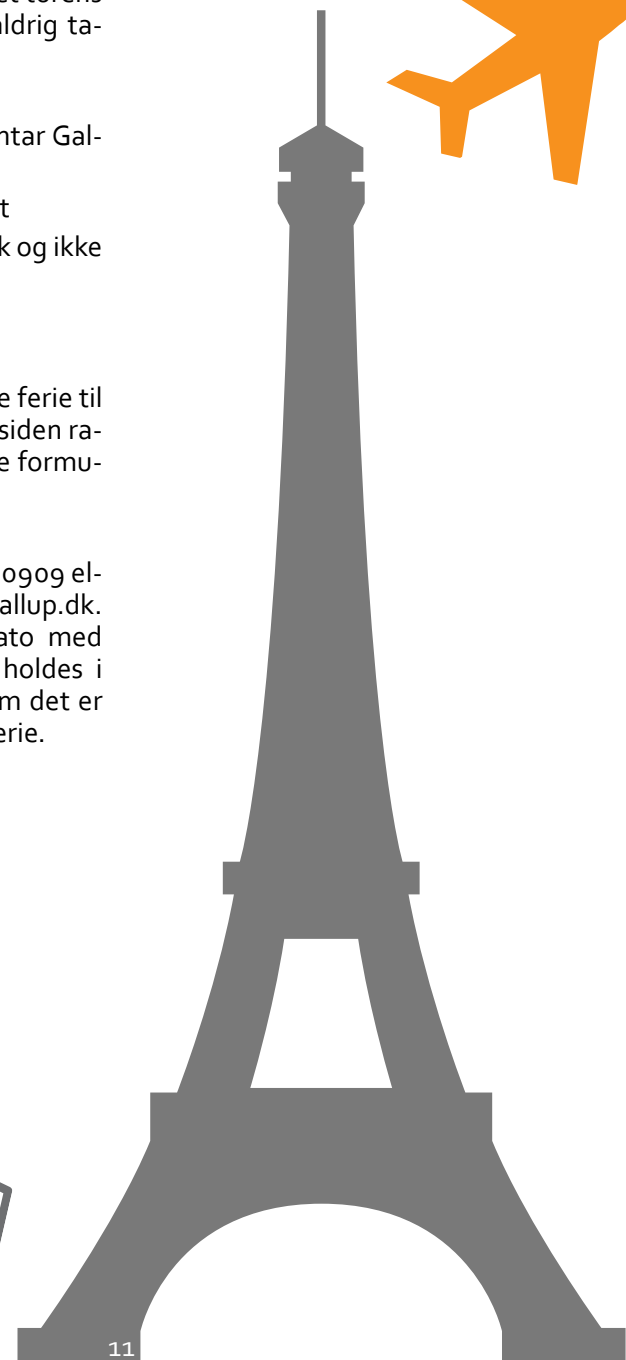 aldrig ta-
ntar Gal-
t
k og ikke
e ferie til
siden ra-
e formu-
0909 el-
allup.dk.
ato med
holdes i
m det er
erie.
11